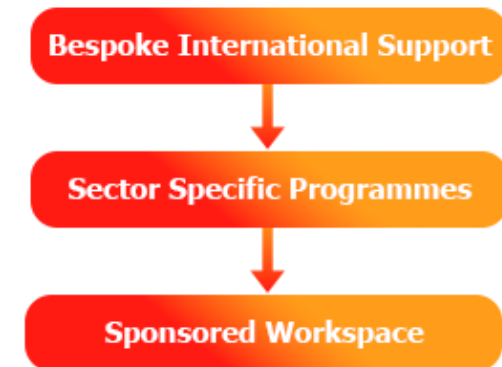 Bespoke International Support
Sector Specific Programmes
Sponsored Workspace